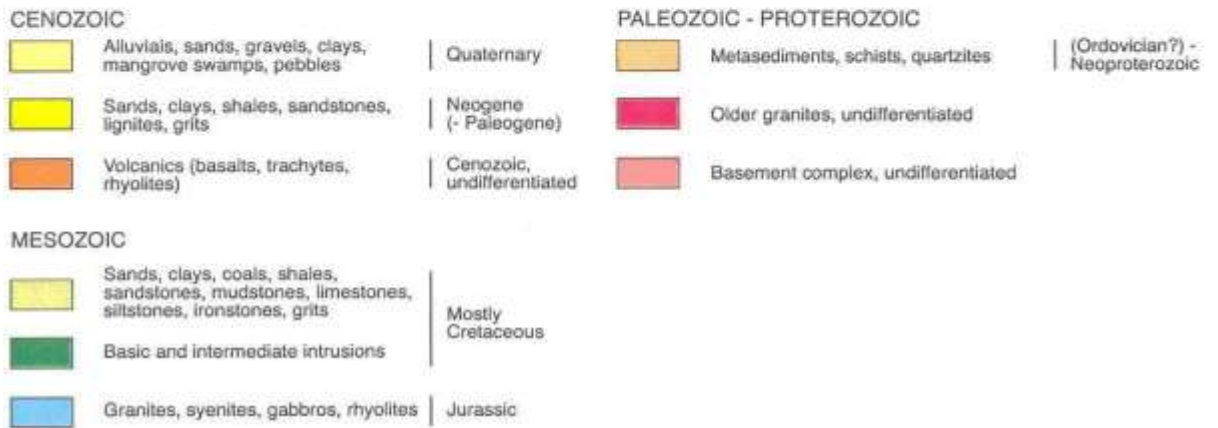 CENOZOIC
Alluvials, sands, gravels, clays,
mangrove swamps, pebbles
Quaternary
Sands, clays, shales, sandstones,
lignites, grits
Neogene
(- Paleogene)
Volcanics (basalts, trachytes,
rhyolites)
Cenozoic,
undifferentiated
MESOZOIC
Sands, clays, coals, shales,
sandstones, mudstones, limestones,
siltstones, ironstones, grits
Basic and intermediate intrusions
Mostly
Cretaceous
Granites, syenites, gabbros, rhyolites
Jurassic
PALEOZOIC - PROTEROZOIC
Metasediments, schists, quartzites
(Ordovician?) -
Neoproterozoic
Older granites, undifferentiated
Basement complex, undifferentiated